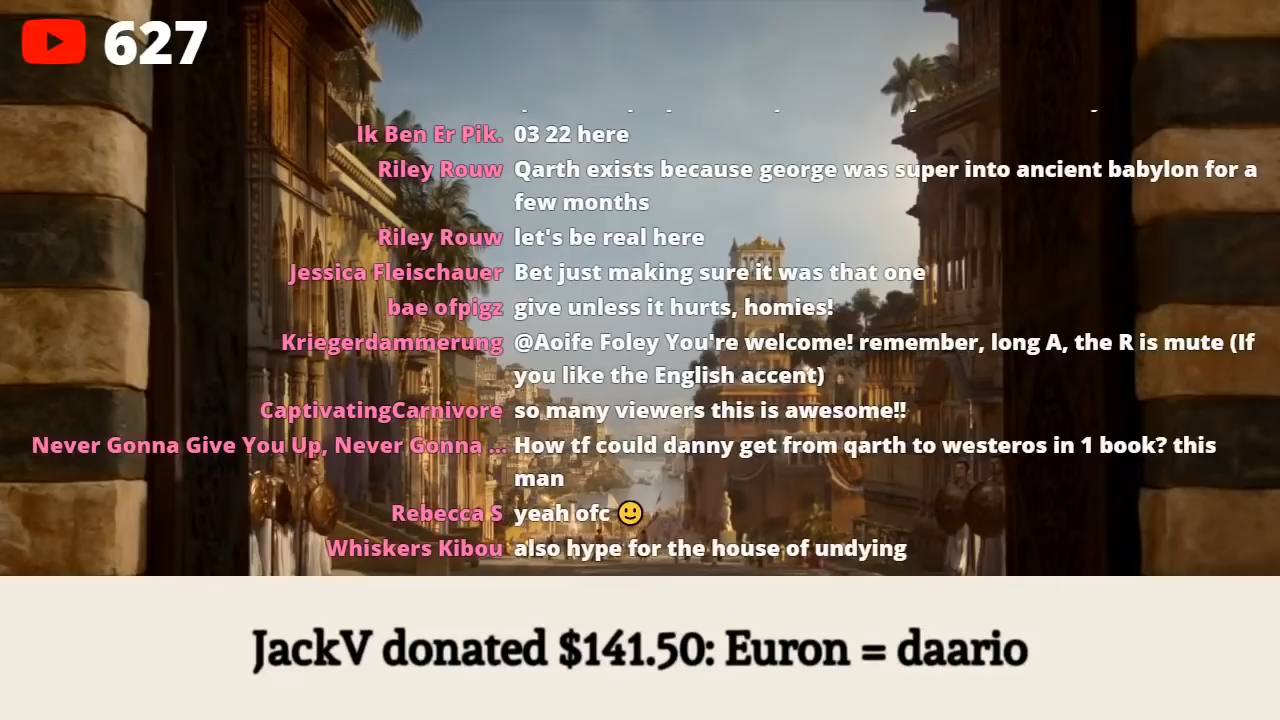 627
Ik Ben Er Pik. 03 22 here
Riley Rouw Qarth exists because george was super into ancient babylon for a
few months
Riley Rouw let's be real here
Jessica Fleischauer Bet just making sure it was that one
bae ofpigz give unless it hurts, homies!
Kriegerdammerung @Aoife Foley You're welcome! remember, long A, the R is mute (If
you like the English accent)
CaptivatingCarnivore so many viewers this is awesome!!
Never Gonna Give You Up, Never Gonna ... How tf could danny get from qarth to westeros in 1 book? this
man
Rebecca S yeah ofc 🙂
Whiskers Kibou also hype for the house of undying
JackV donated $141.50: Euron = daario